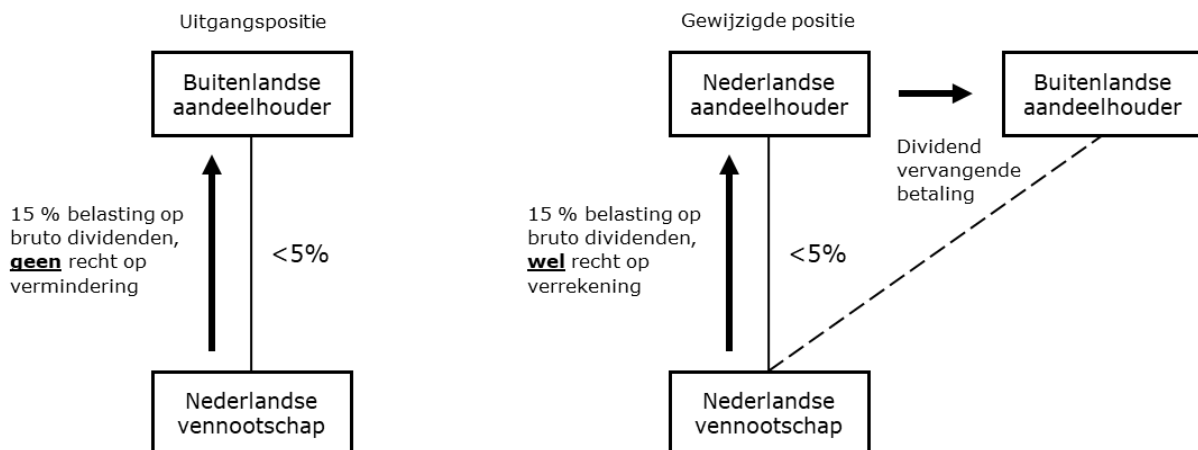 Uitgangspositie
Buitenlandse
aandeelhouder
15 % belasting op
bruto dividenden,
geen recht op
vermindering
<5%
Nederlandse
vennootschap
Gewijzigde positie
Nederlandse
aandeelhouder
Buitenlandse
aandeelhouder
Dividend
vervangende
betaling
15 % belasting op
bruto dividenden,
wel recht op
verrekening
<5%
Nederlandse
vennootschap